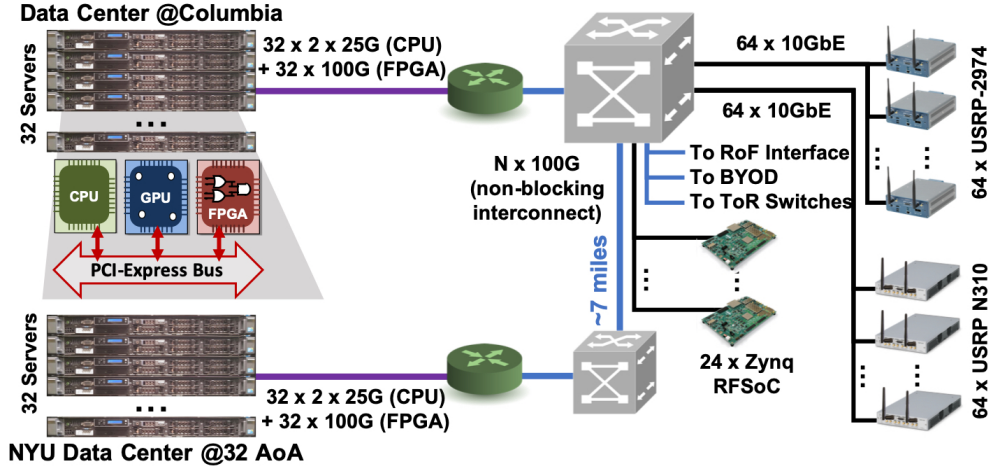 Data Center @Columbia
32 Servers
32 x 2 x 25G (CPU)
+ 32 x 100G (FPGA)
64 x 10GbE
64 x 10GbE
64 x USRP-2974
CPU
GPU
FPGA
PCI-Express Bus
N x 100G
(non-blocking
interconnect)
To RoF Interface
To BYOD
To ToR Switches
~7 miles
24 x Zynq
RFSoC
64 x USRP N310
32 Servers
32 x 2 x 25G (CPU)
+ 32 x 100G (FPGA)
NYU Data Center @32 AoA